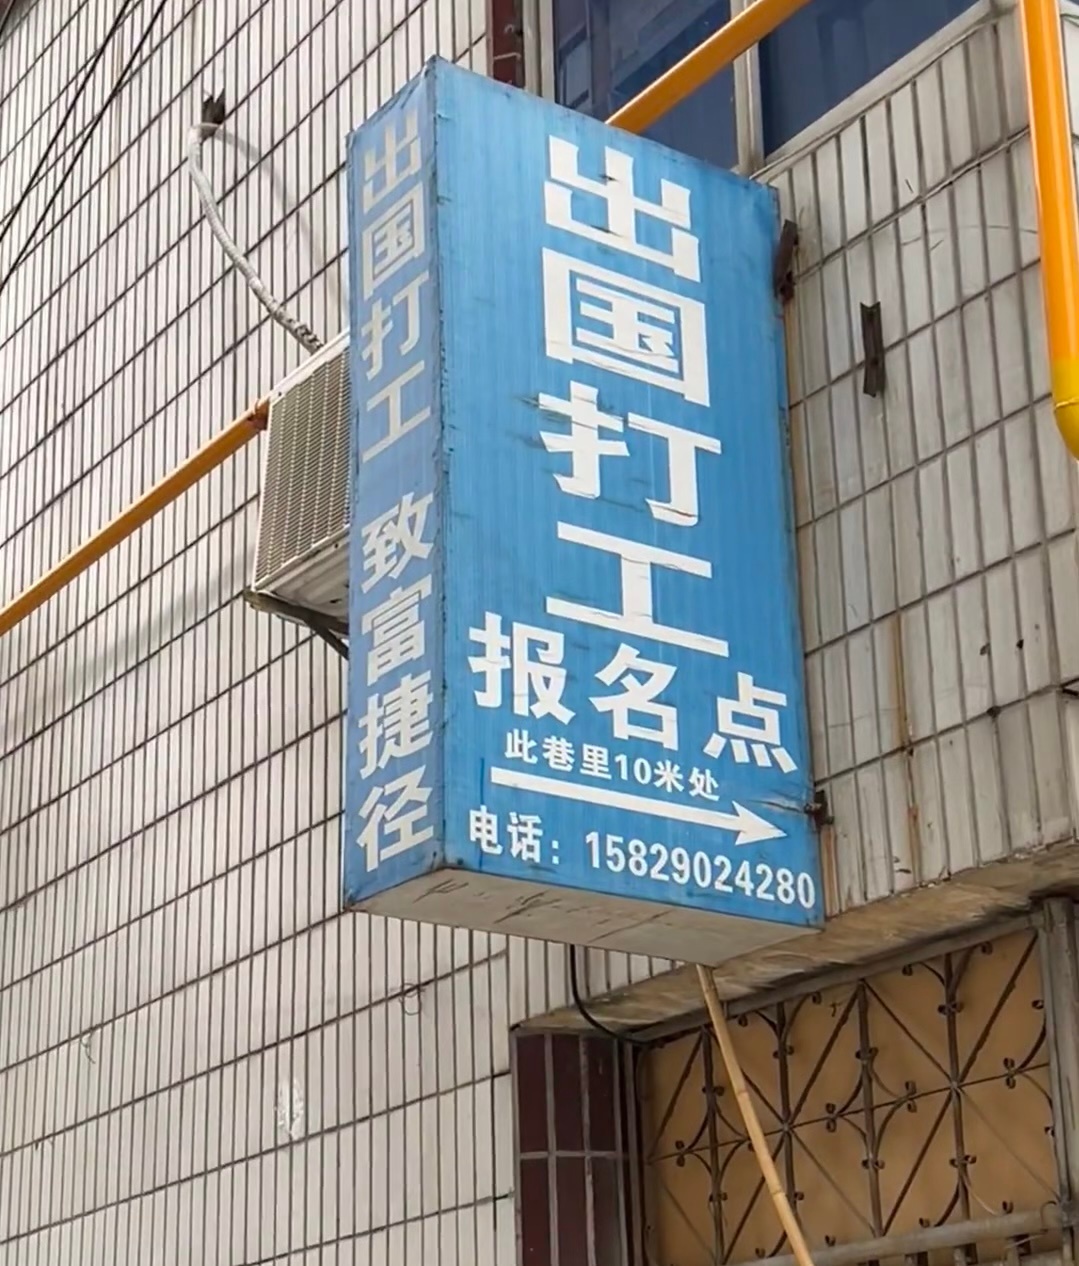 出国打工 致富捷径
出国打工
报名点
此巷里10米处
电话：15829024280